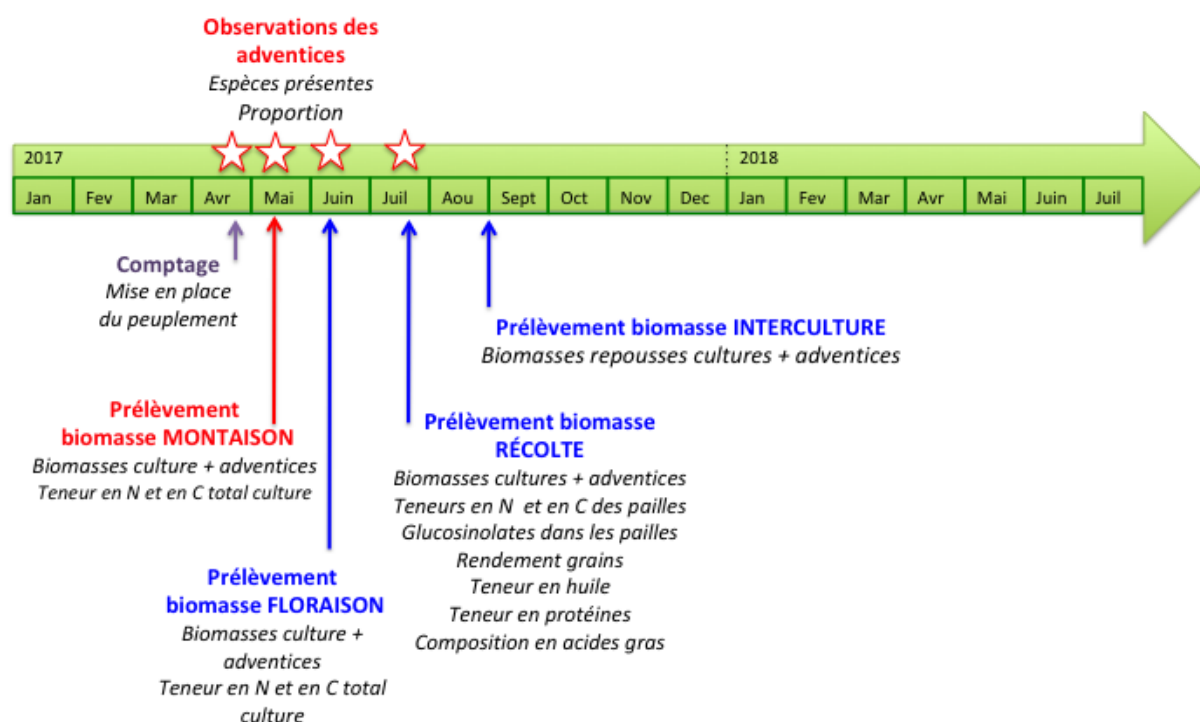 Observations des
adventices
Espèces présentes
Proportion
2017
2018
Jan Fev Mar Avr Mai Juin Juil Aou Sept Oct Nov Dec Jan Fev Mar Avr Mai Juin Juil
Comptage
Mise en place
du peuplement
Prélèvement biomasse INTERCULTURE
Biomasses repousses cultures + adventices
Prélèvement
biomasse MONTAISON
Biomasses culture + adventices
Teneur en N et en C total culture
Prélèvement biomasse
RÉCOLTE
Biomasses cultures + adventices
Teneurs en N et en C des pailles
Glucosinolates dans les pailles
Rendement grains
Teneur en huile
Teneur en protéines
Composition en acides gras
Prélèvement
biomasse FLORAISON
Biomasses culture +
adventices
Teneur en N et en C total
culture